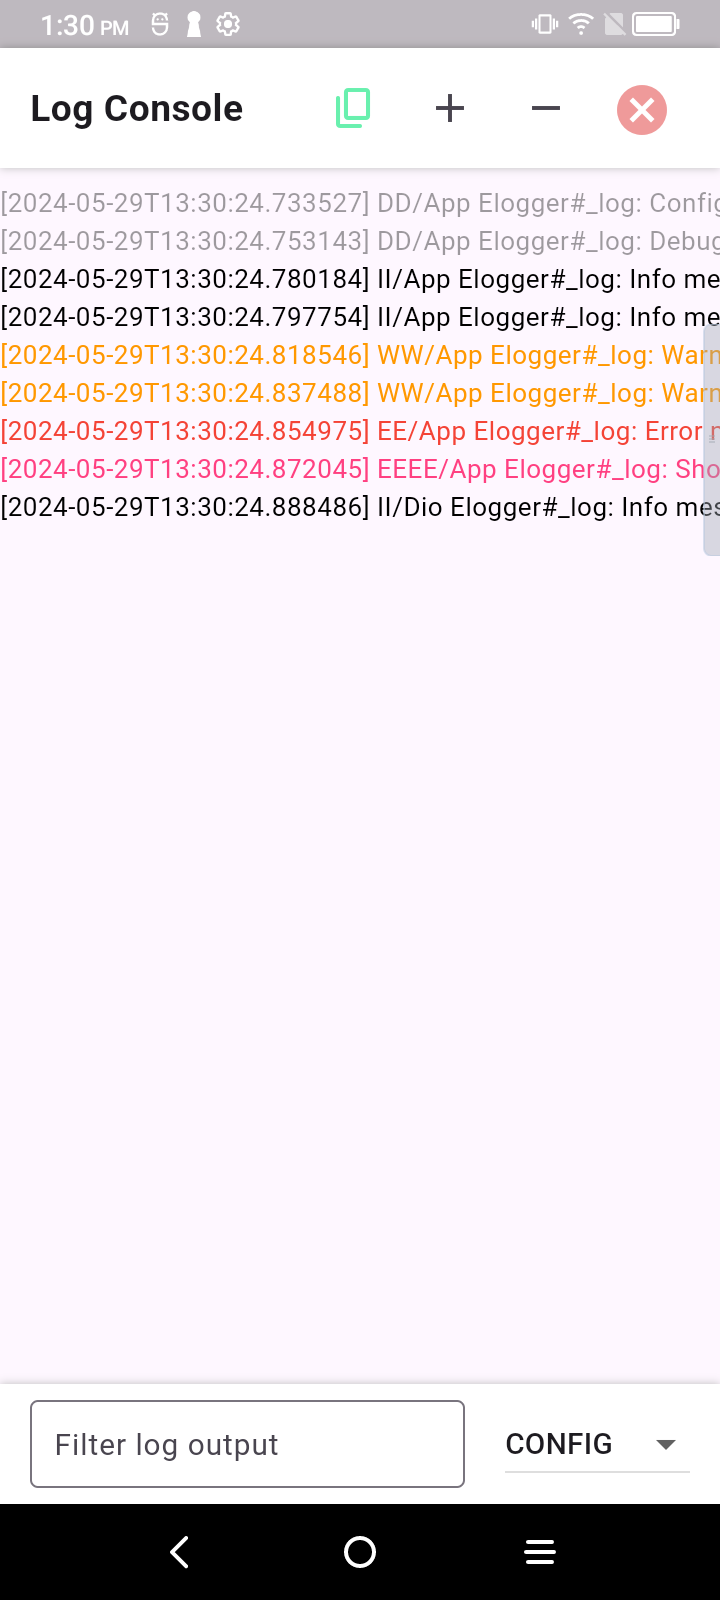 1:30 PM
Log Console
[2024-05-29T13:30:24.733527] DD/App Elogger#_log: Config
[2024-05-29T13:30:24.753143] DD/App Elogger#_log: Debug
[2024-05-29T13:30:24.780184] II/App Elogger#_log: Info me
[2024-05-29T13:30:24.797754] II/App Elogger#_log: Info me
[2024-05-29T13:30:24.818546] WW/App Elogger#_log: Warn
[2024-05-29T13:30:24.837488] WW/App Elogger#_log: Warn
[2024-05-29T13:30:24.854975] EE/App Elogger#_log: Error
[2024-05-29T13:30:24.872045] EEEE/App Elogger#_log: Sho
[2024-05-29T13:30:24.888486] II/Dio Elogger#_log: Info mes
Filter log output
CONFIG